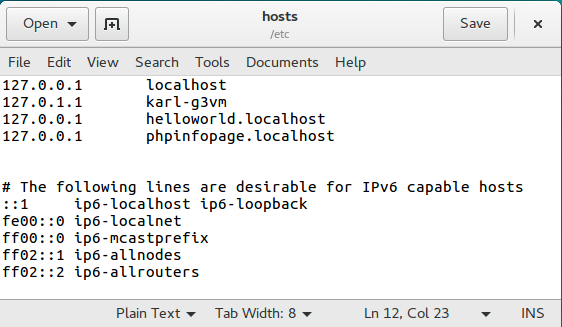 Open hosts Save
/etc
File Edit View Search Tools Documents Help
127.0.0.1 localhost
127.0.1.1 karl-g3vm
127.0.0.1 helloworld.localhost
127.0.0.1 phpinfopage.localhost
# The following lines are desirable for IPv6 capable hosts
::1 ip6-localhost ip6-loopback
fe00::0 ip6-localnet
ff00::0 ip6-mcastprefix
ff02::1 ip6-allnodes
ff02::2 ip6-allrouters
Plain Text Tab Width: 8 Ln 12, Col 23 INS